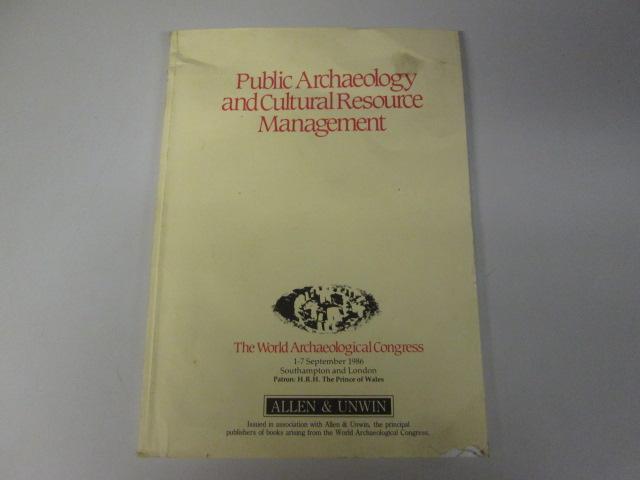 Public Archaeology
and Cultural Resource
Management
The World Archaeological Congress
1-7 September 1986
Southampton and London
Patron: H.R.H. The Prince of Wales
ALLEN & UNWIN
Issued in association with Allen & Unwin, the principal
publishers of books arising from the World Archaeological Congress.